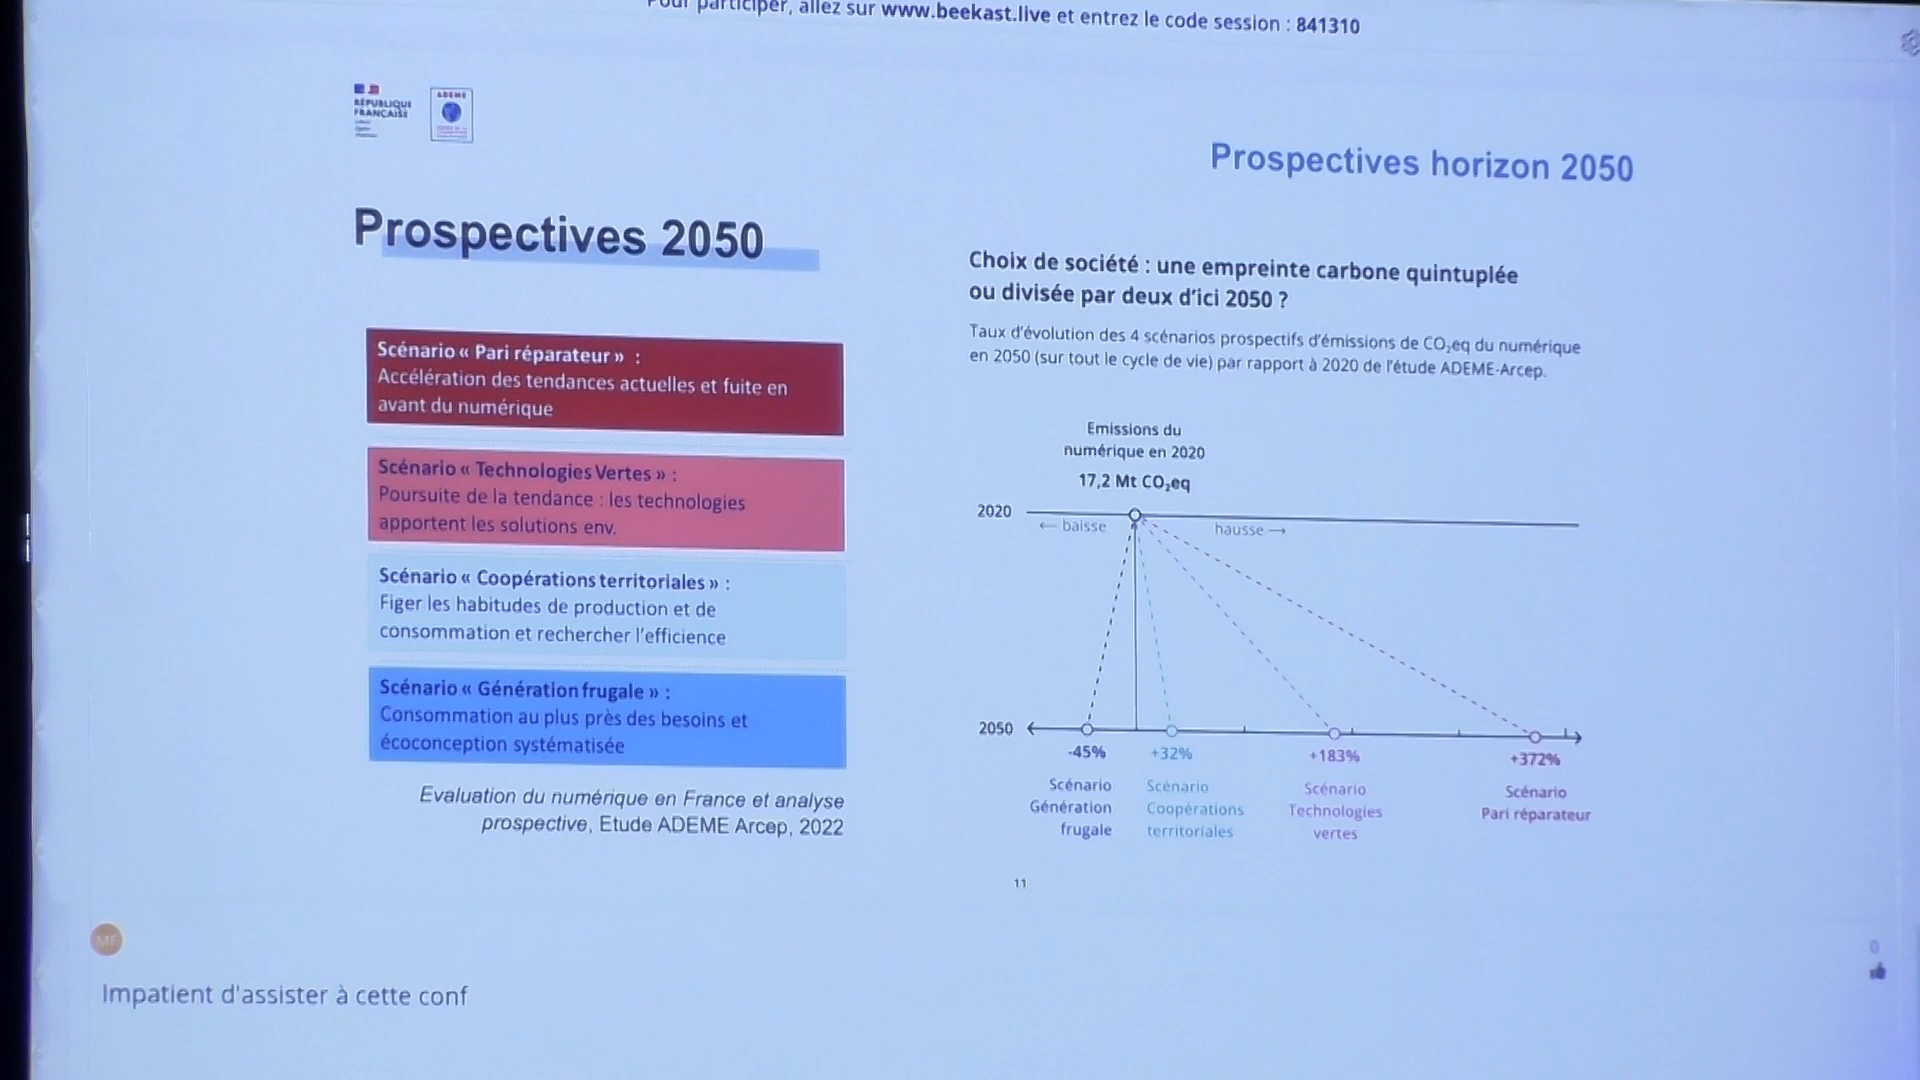 Pour participer, allez sur www.beekast.live et entrez le code session : 841310
RÉPUBLIQUE
FRANÇAISE
ADEME
Prospectives horizon 2050
Prospectives 2050
Scénario « Pari réparateur » :
Accélération des tendances actuelles et fuite en
avant du numérique
Scénario « Technologies Vertes » :
Poursuite de la tendance : les technologies
apportent les solutions env.
Scénario « Coopérations territoriales » :
Figer les habitudes de production et de
consommation et rechercher l'efficience
Scénario « Génération frugale » :
Consommation au plus près des besoins et
écoconception systématisée
Evaluation du numérique en France et analyse
prospective, Etude ADEME Arcep, 2022
Choix de société : une empreinte carbone quintuplée
ou divisée par deux d'ici 2050 ?
Taux d'évolution des 4 scénarios prospectifs d'émissions de CO₂eq du numérique
en 2050 (sur tout le cycle de vie) par rapport à 2020 de l'étude ADEME-Arcep.
Emissions du
numérique en 2020
17,2 Mt CO₂eq
2020
← baisse
hausse →
2050
-45%
+32%
+183%
+372%
Scénario
Génération
frugale
Scénario
Coopérations
territoriales
Scénario
Technologies
vertes
Scénario
Pari réparateur
11
MF
0
Impatient d'assister à cette conf